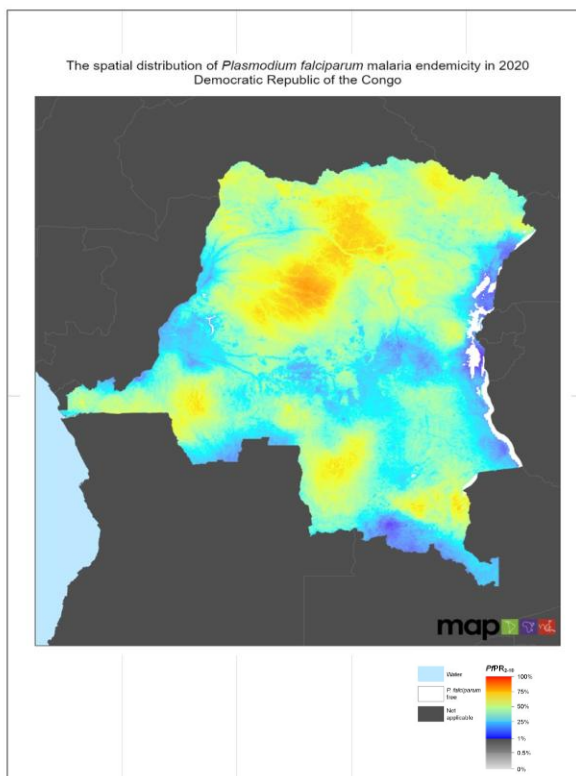 The spatial distribution of Plasmodium falciparum malaria endemicity in 2020
Democratic Republic of the Congo
map
Water
P. falciparum
free
Not
applicable
PfPR2-10
100%
75%
50%
25%
1%
0.5%
0%